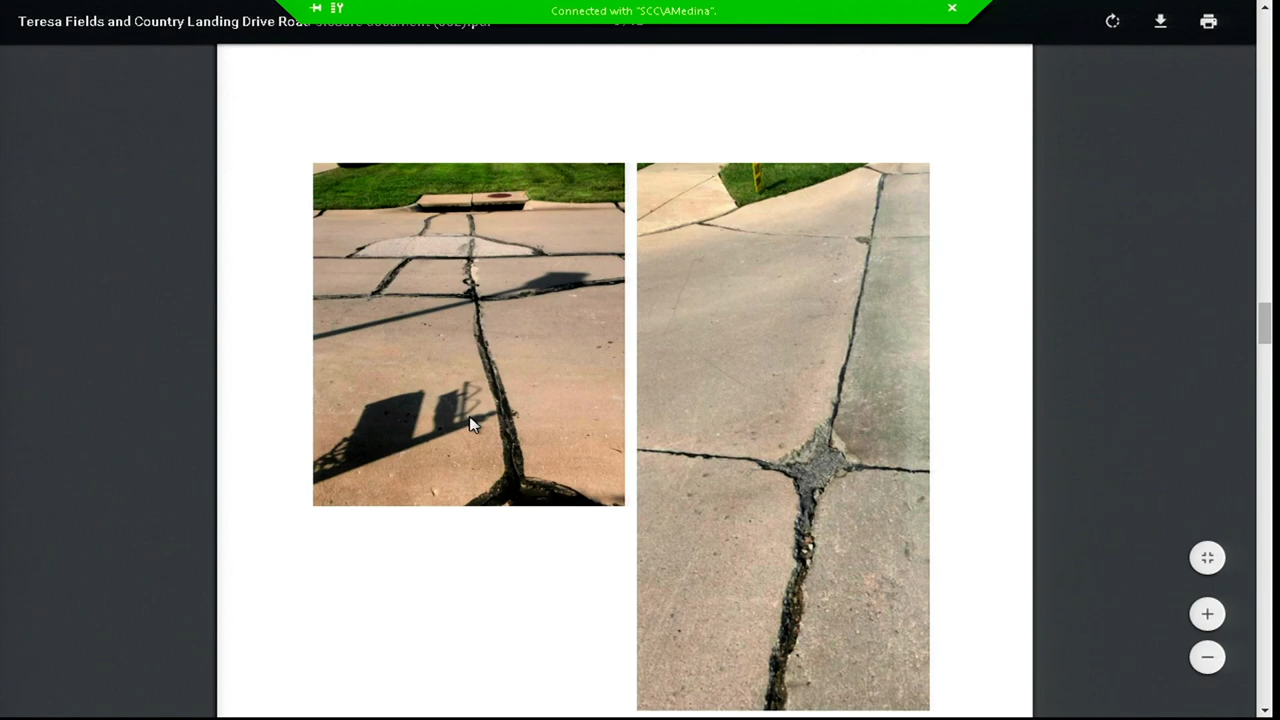 Connected with "SCC\AMedina".
Teresa Fields and Country Landing Drive Road